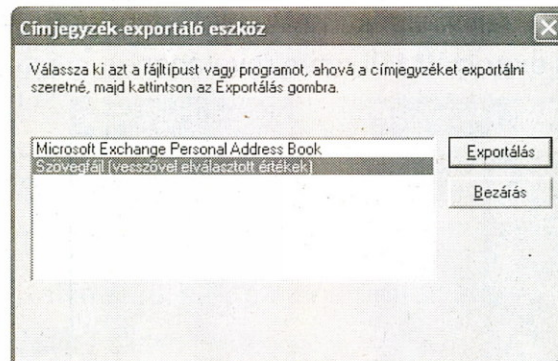 Címjegyzék-exportáló eszköz
Válassza ki azt a fájltípust vagy programot, ahová a címjegyzéket exportálni
szeretné, majd kattintson az Exportálás gombra.
Microsoft Exchange Personal Address Book
Szövegfájl (vesszővel elválasztott értékek)
Exportálás
Bezárás